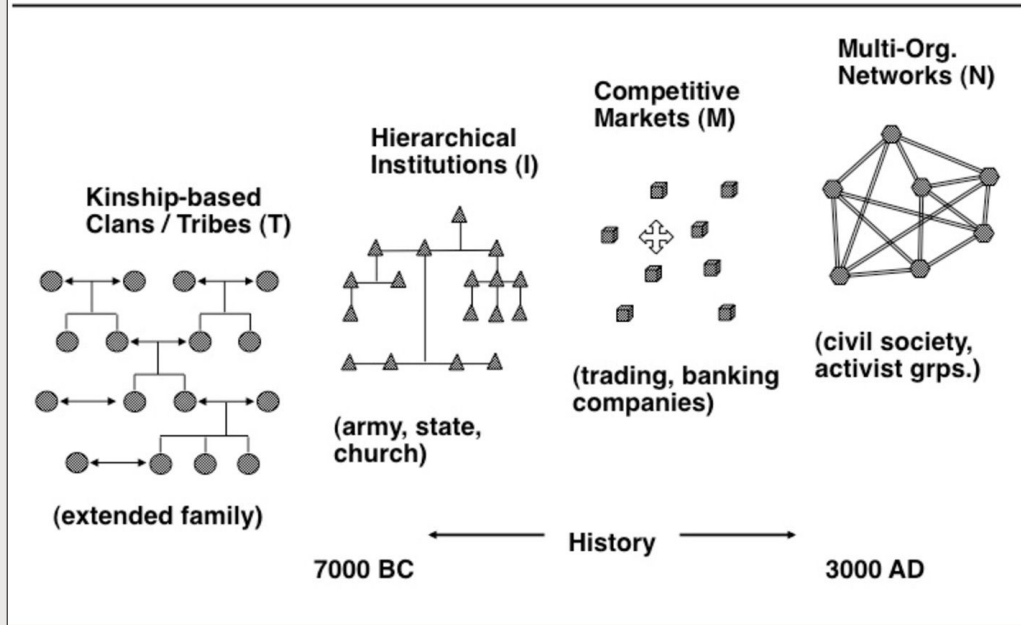 Kinship-based
Clans / Tribes (T)
(extended family)
Hierarchical
Institutions (I)
(army, state,
church)
Competitive
Markets (M)
(trading, banking
companies)
Multi-Org.
Networks (N)
(civil society,
activist grps.)
History
7000 BC
3000 AD